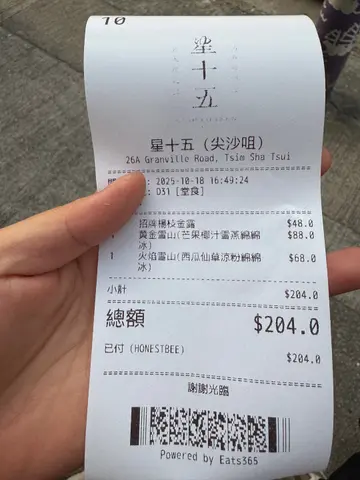 10
星十五
星十五 (尖沙咀)
26A Granville Road, Tsim Sha Tsui
: 2025-10-18 16:49:24
: D31 [堂食]
招牌楊枝金露 $48.0
1 黃金雪山(芒果椰汁雪葩綿綿 $88.0
冰)
1 火焰雪山(西瓜仙草涼粉綿綿 $68.0
冰)
小計 $204.0
總額 $204.0
已付 (HONESTBEE) $204.0
謝謝光臨
Powered by Eats365